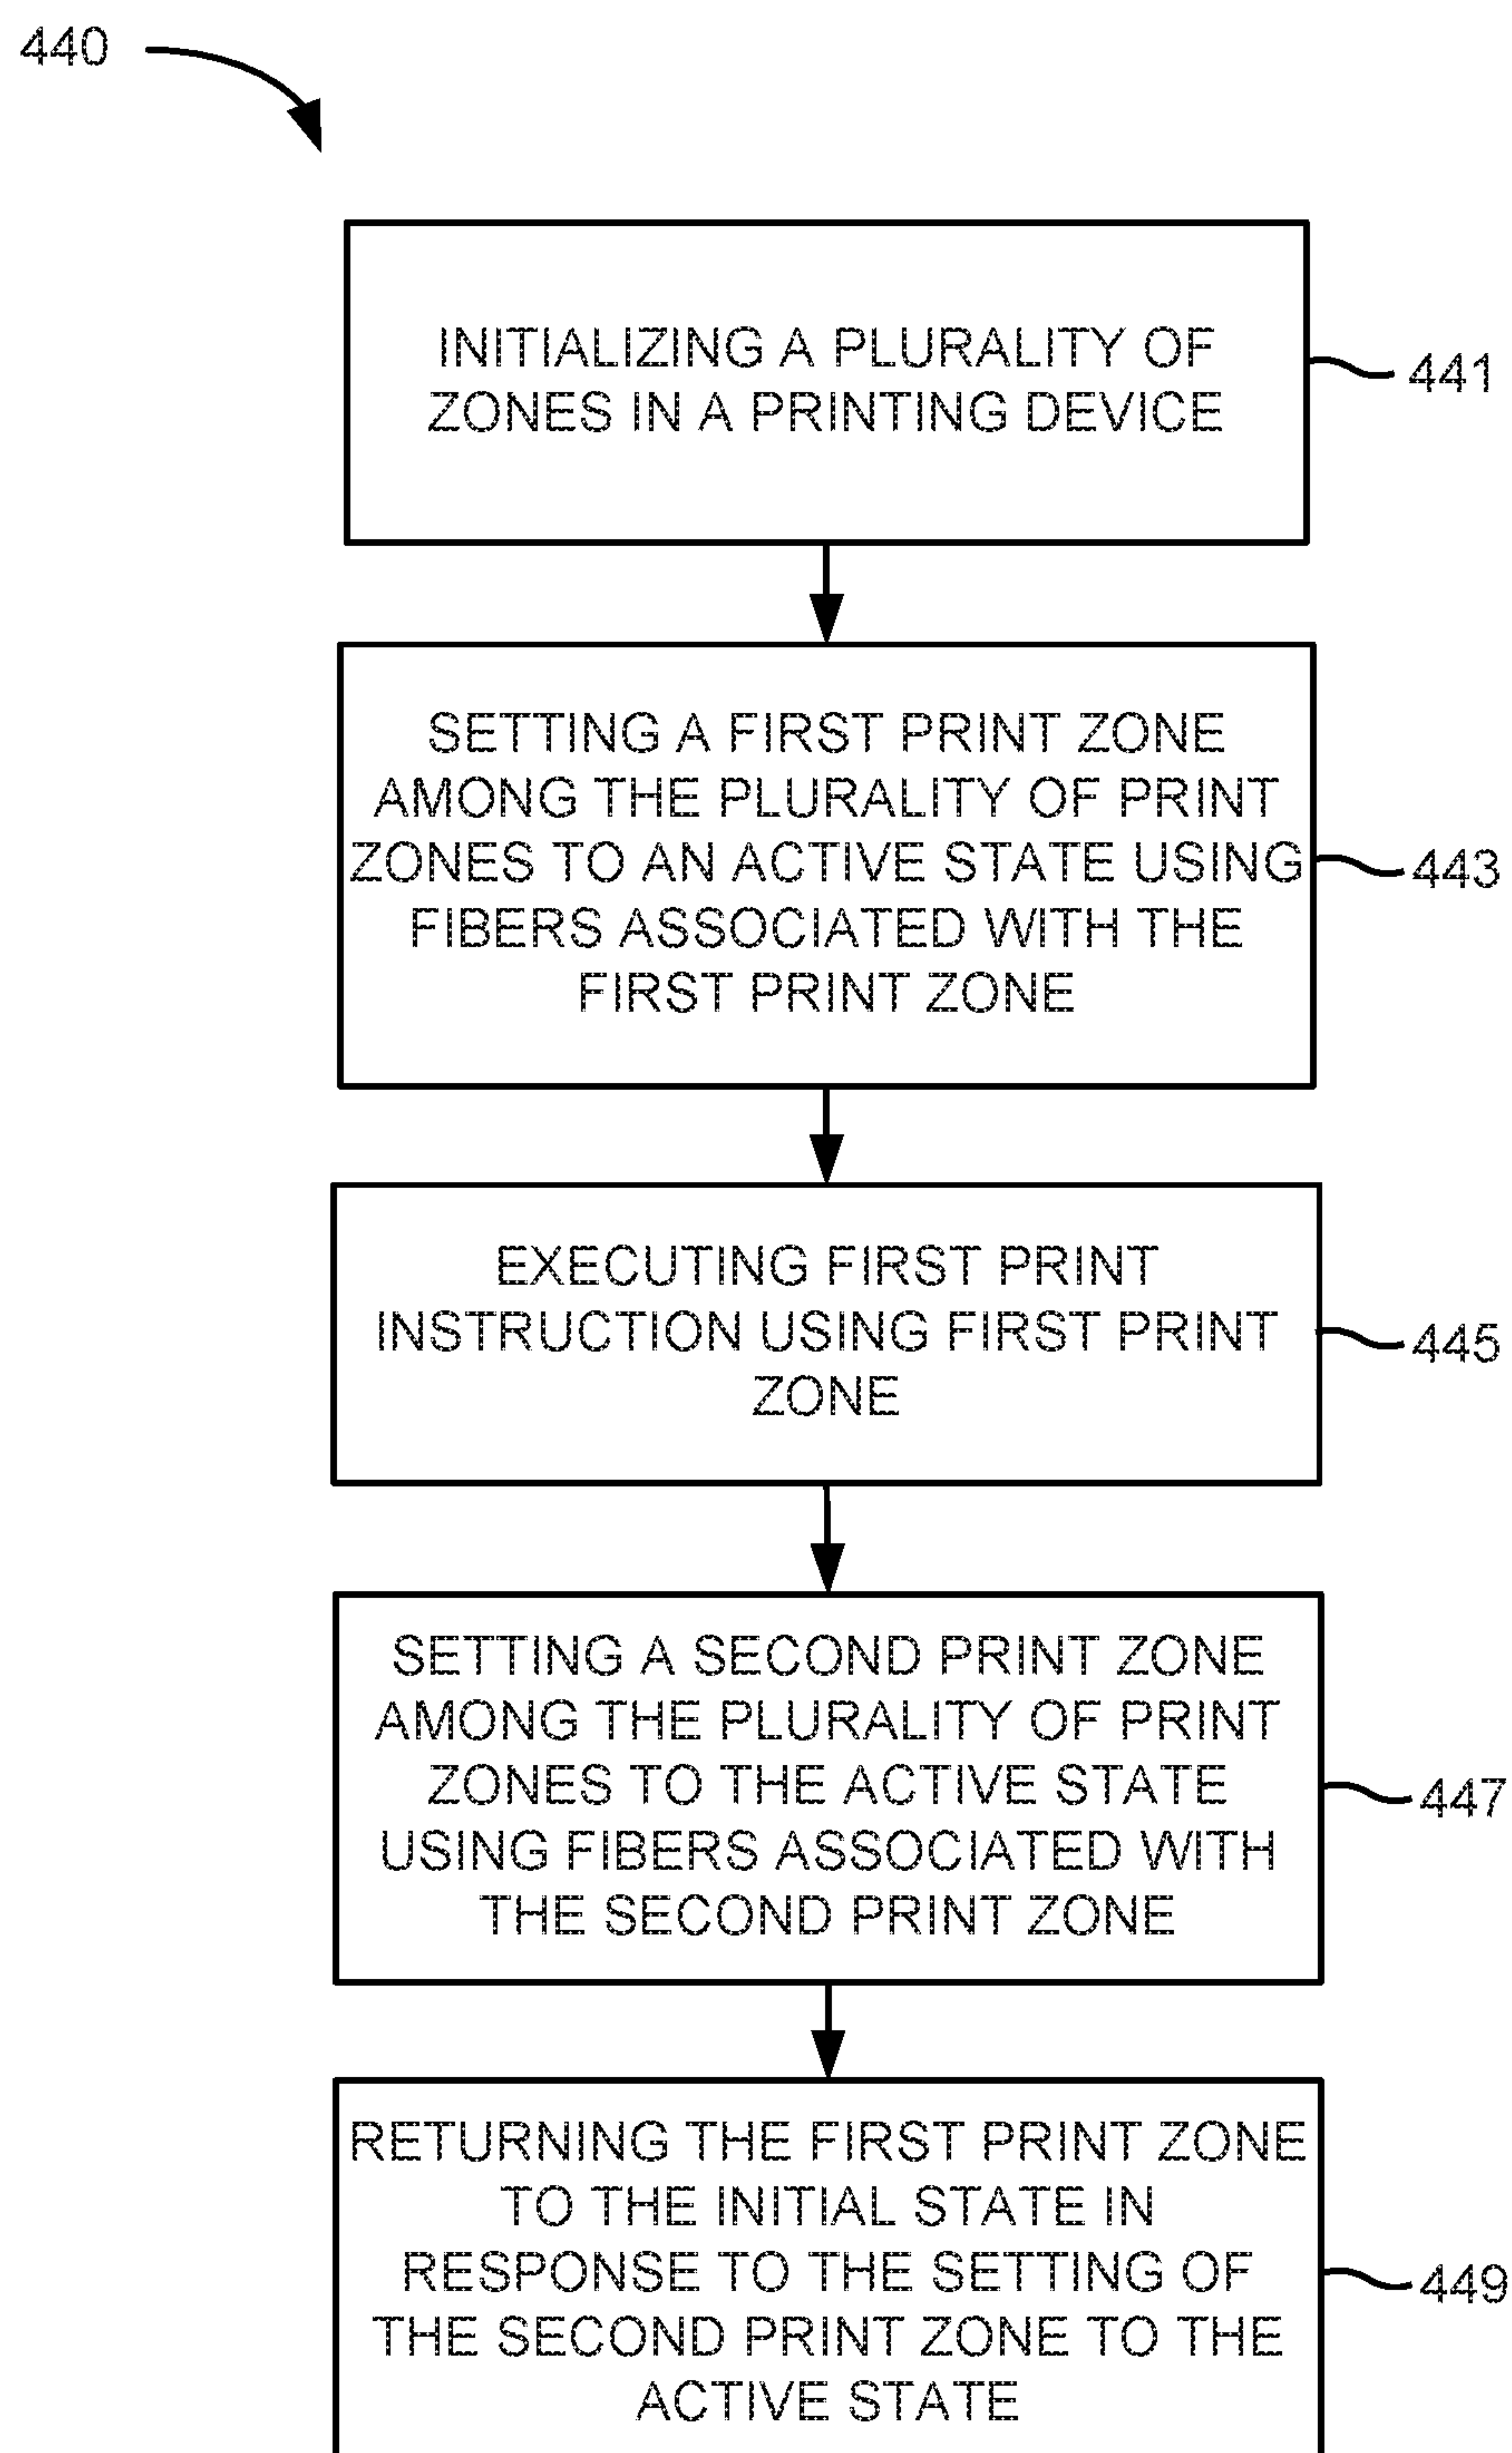 440
INITIALIZING A PLURALITY OF
ZONES IN A PRINTING DEVICE
441
SETTING A FIRST PRINT ZONE
AMONG THE PLURALITY OF PRINT
ZONES TO AN ACTIVE STATE USING
FIBERS ASSOCIATED WITH THE
FIRST PRINT ZONE
443
EXECUTING FIRST PRINT
INSTRUCTION USING FIRST PRINT
ZONE
445
SETTING A SECOND PRINT ZONE
AMONG THE PLURALITY OF PRINT
ZONES TO THE ACTIVE STATE
USING FIBERS ASSOCIATED WITH
THE SECOND PRINT ZONE
447
RETURNING THE FIRST PRINT ZONE
TO THE INITIAL STATE IN
RESPONSE TO THE SETTING OF
THE SECOND PRINT ZONE TO THE
ACTIVE STATE
449